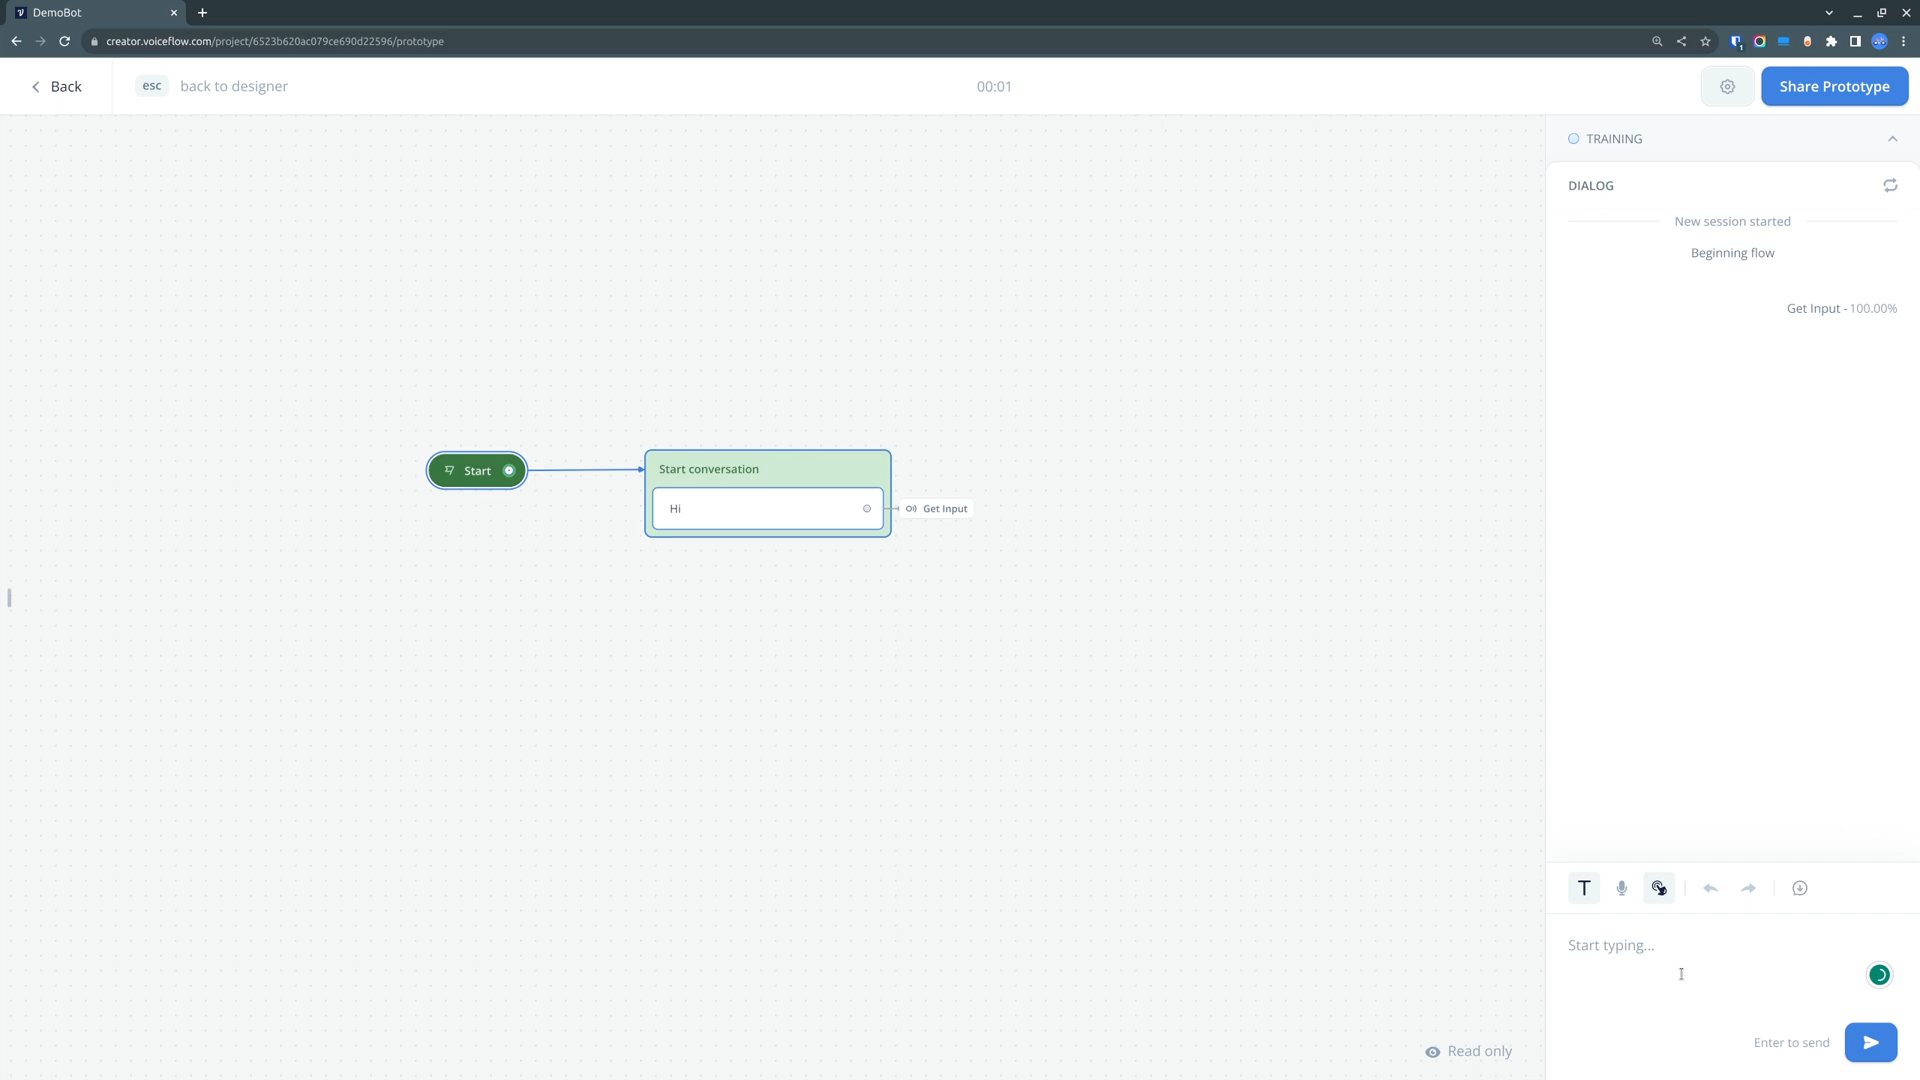 DemoBot
creator.voiceflow.com/project/6523b620ac079ce690d22596/prototype
Back
esc back to designer
00:01
Share Prototype
TRAINING
DIALOG
New session started
Beginning flow
Get Input - 100.00%
Start
Start conversation
Hi
Get Input
T
Start typing...
Enter to send
Read only